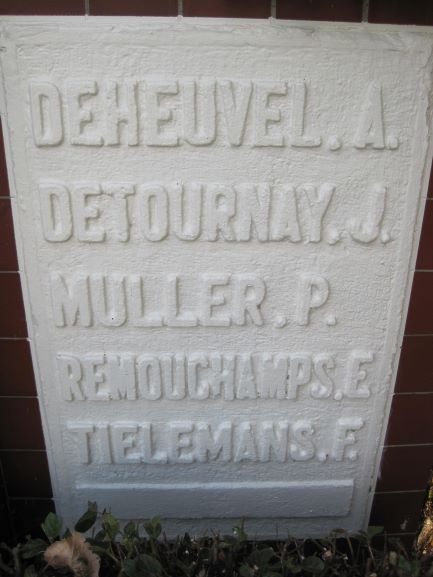 DEHEUVEL. A.
DETOURNAY. J.
MULLER. P.
REMOUCHAMPS. E
TIELEMANS. F.